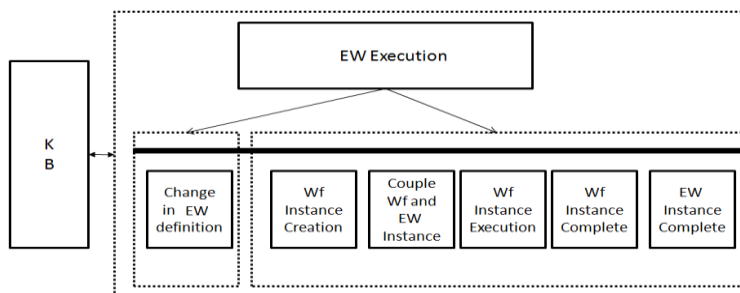 EW Execution
K
B
Change
in EW
definition
Wf
Instance
Creation
Couple
Wf and
EW
Instance
Wf
Instance
Execution
Wf
Instance
Complete
EW
Instance
Complete